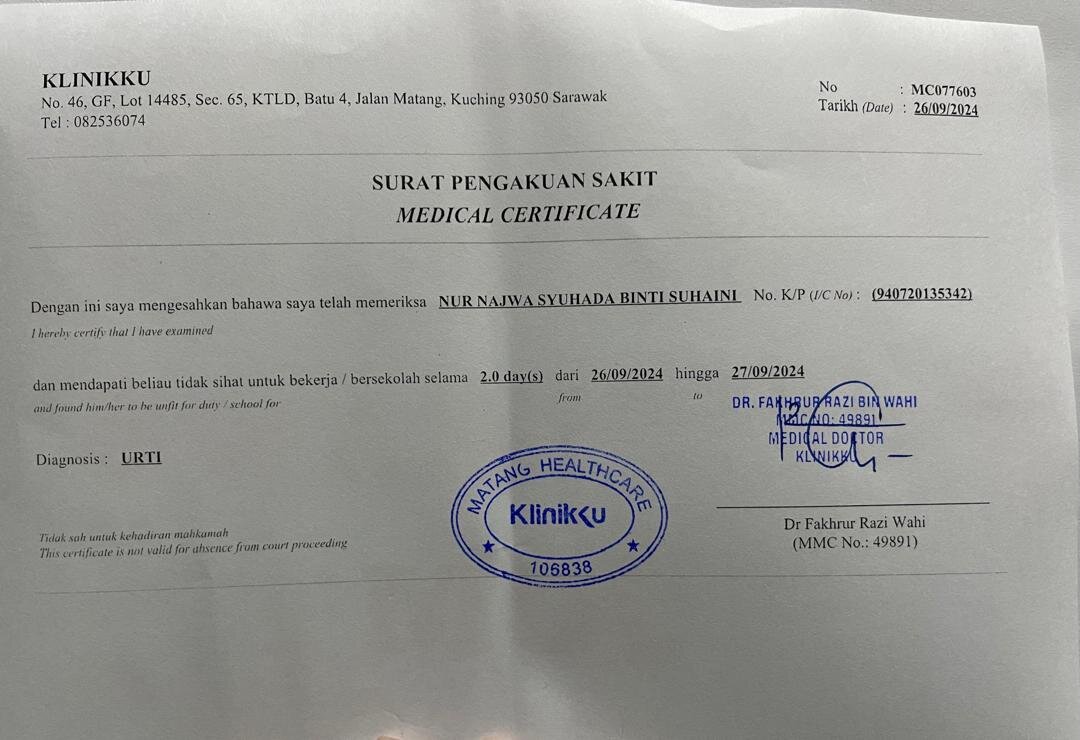 KLINIKKU
No. 46, GF, Lot 14485, Sec. 65, KTLD, Batu 4, Jalan Matang, Kuching 93050 Sarawak
Tel : 082536074
No : MC077603
Tarikh (Date) : 26/09/2024
SURAT PENGAKUAN SAKIT
MEDICAL CERTIFICATE
Dengan ini saya mengesahkan bahawa saya telah memeriksa NUR NAJWA SYUHADA BINTI SUHAINI No. K/P (I/C No) : (940720135342)
I hereby certify that I have examined
dan mendapati beliau tidak sihat untuk bekerja / bersekolah selama 2.0 day(s) dari 26/09/2024 hingga 27/09/2024
and found him/her to be unfit for duty / school for from to
DR. FAKHRUR RAZI BIN WAHI
MMC NO: 49891
MEDICAL DOCTOR
KLINIKKU
Diagnosis : URTI
MATANG HEALTHCARE
Klinikku
106838
Tidak sah untuk kehadiran mahkamah
This certificate is not valid for absence from court proceeding
Dr Fakhrur Razi Wahi
(MMC No.: 49891)